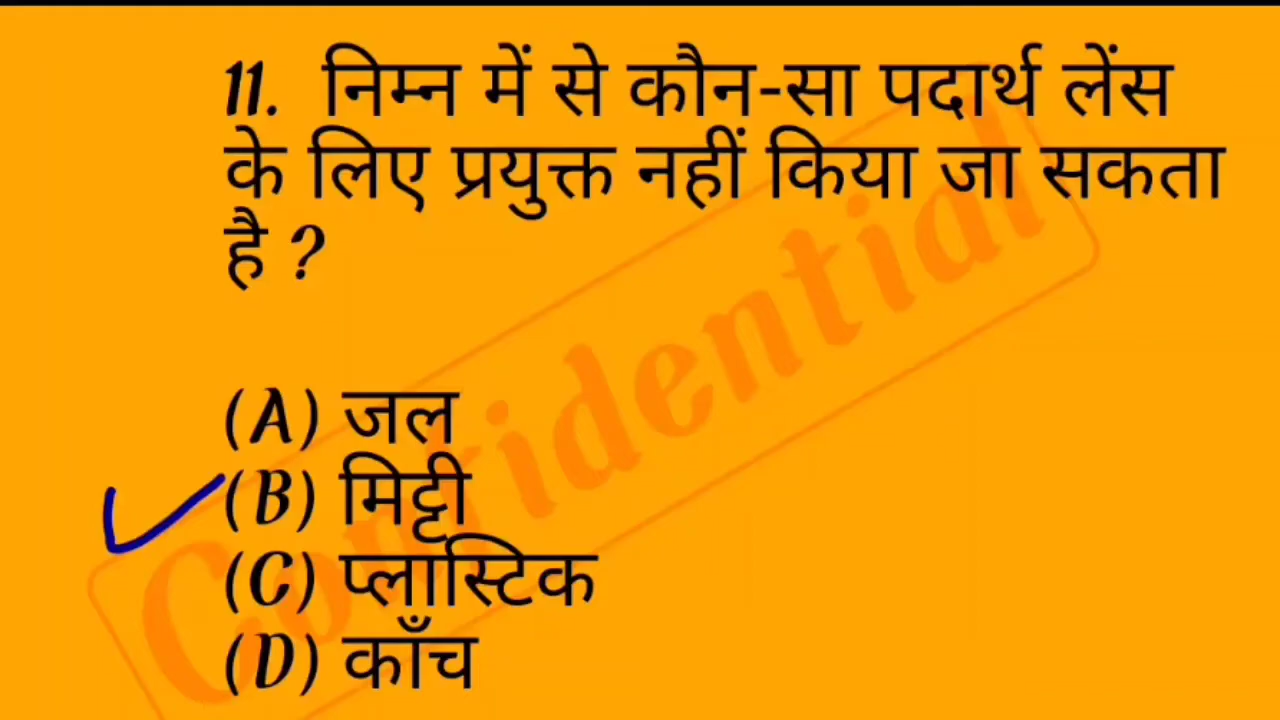 11. निम्न में से कौन-सा पदार्थ लेंस
के लिए प्रयुक्त नहीं किया जा सकता
है ?
(A) जल
(B) मिट्टी
(C) प्लास्टिक
(D) काँच
Confidential